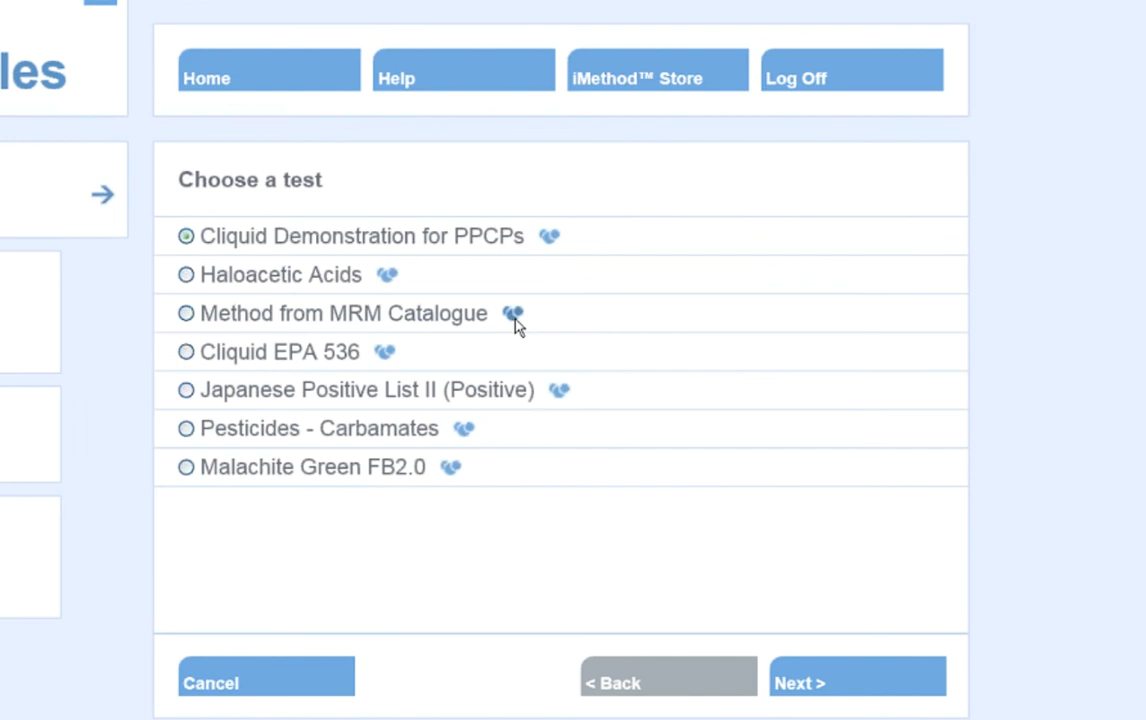 les
Home
Help
iMethod™ Store
Log Off
Choose a test
Cliquid Demonstration for PPCPs
Haloacetic Acids
Method from MRM Catalogue
Cliquid EPA 536
Japanese Positive List II (Positive)
Pesticides - Carbamates
Malachite Green FB2.0
Cancel
< Back
Next >